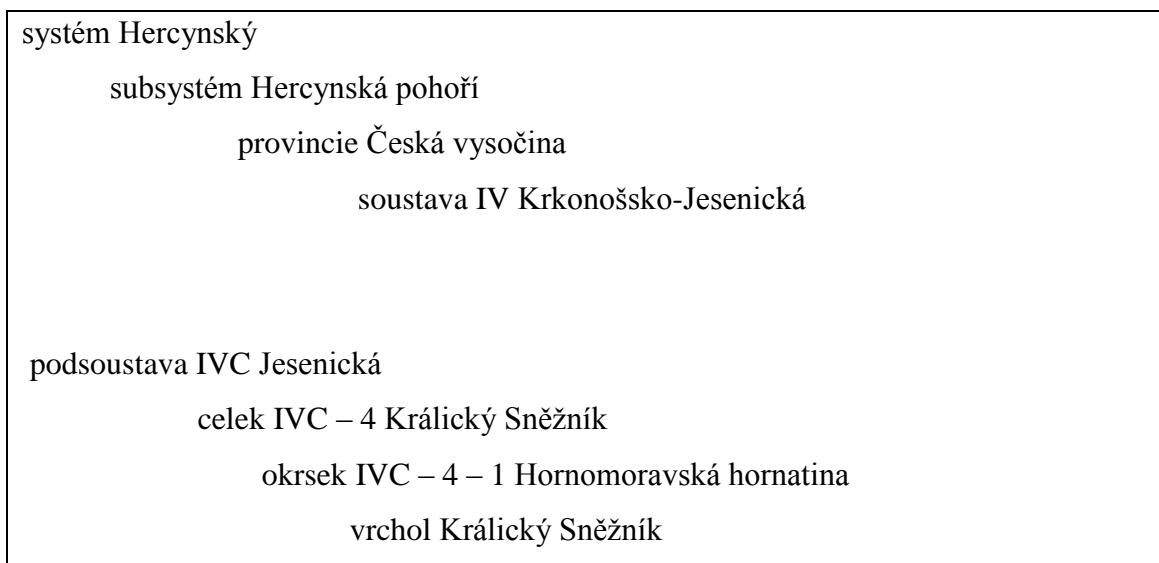 systém Hercynský
subsystém Hercynská pohoří
provincie Česká vysočina
soustava IV Krkonošsko-Jesenická
podsoustava IVC Jesenická
celek IVC – 4 Králický Sněžník
okrsek IVC – 4 – 1 Hornomoravská hornatina
vrchol Králický Sněžník